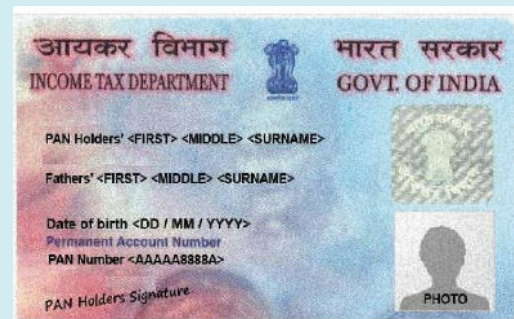 आयकर विभाग
भारत सरकार
INCOME TAX DEPARTMENT
GOVT. OF INDIA
PAN Holders' <FIRST> <MIDDLE> <SURNAME>
Fathers' <FIRST> <MIDDLE> <SURNAME>
Date of birth <DD / MM / YYYY>
Permanent Account Number
PAN Number <AAAAA8888A>
PAN Holders Signature
PHOTO